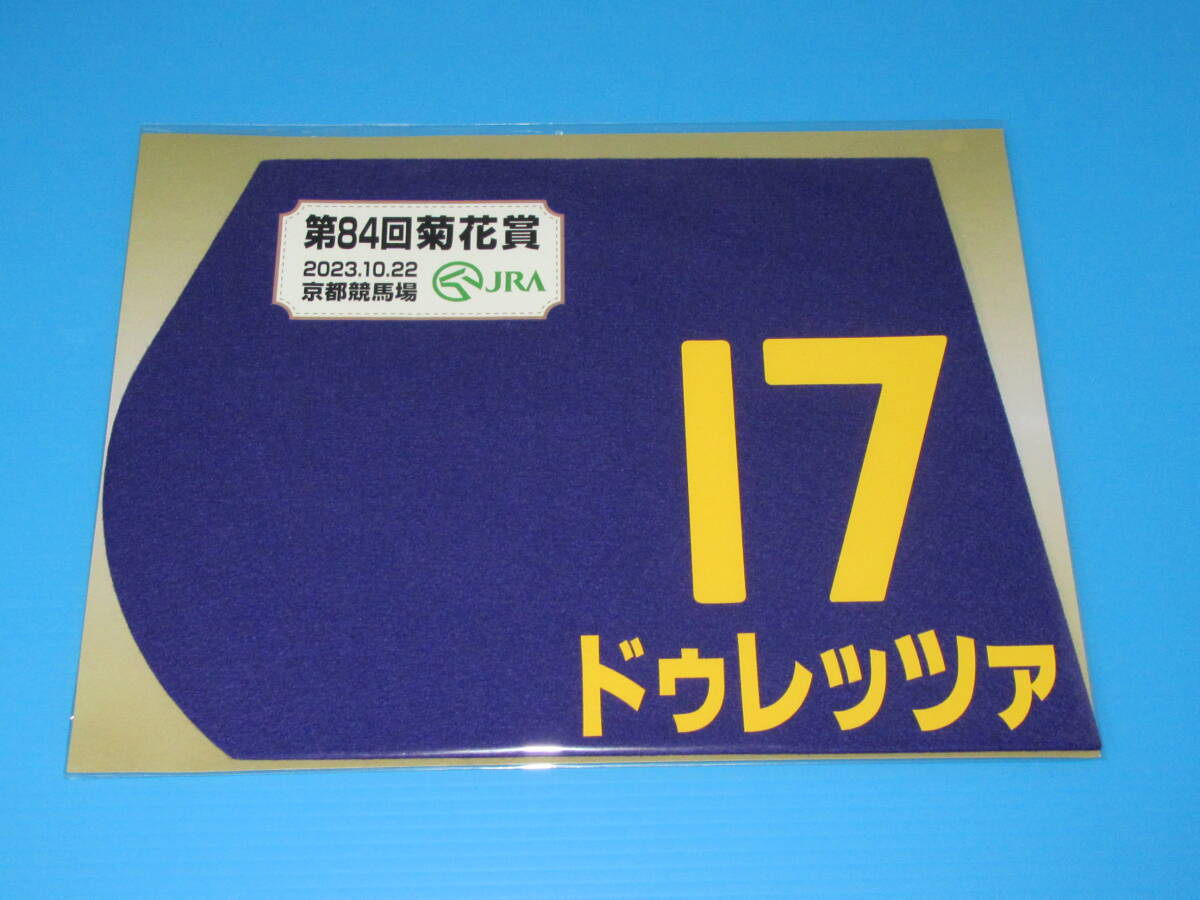 第84回菊花賞
2023.10.22
京都競馬場
JRA
17
ドゥレッツァ